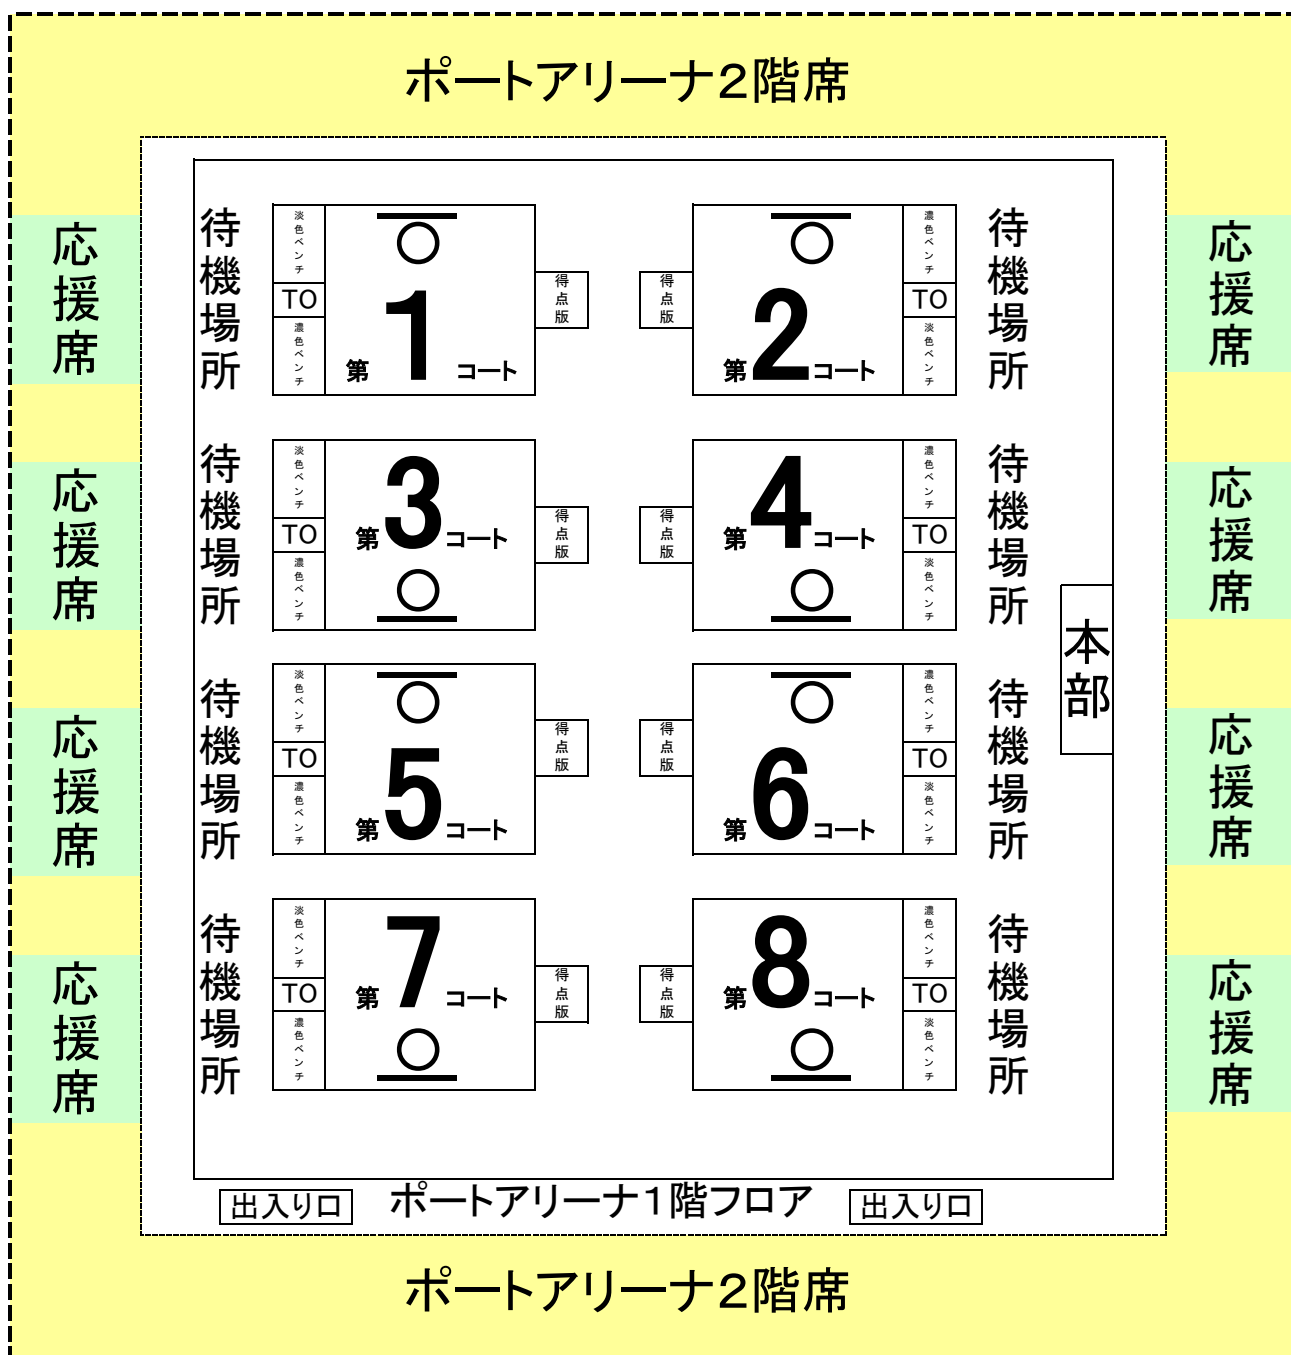 ポートアリーナ２階席
応援席
待機場所
淡色ベンチ
TO
濃色ベンチ
第1コート
得点版
得点版
第2コート
濃色ベンチ
TO
淡色ベンチ
待機場所
応援席
応援席
待機場所
淡色ベンチ
TO
濃色ベンチ
第3コート
得点版
得点版
第4コート
濃色ベンチ
TO
淡色ベンチ
待機場所
応援席
本部
応援席
待機場所
淡色ベンチ
TO
濃色ベンチ
第5コート
得点版
得点版
第6コート
濃色ベンチ
TO
淡色ベンチ
待機場所
応援席
応援席
待機場所
淡色ベンチ
TO
濃色ベンチ
第7コート
得点版
得点版
第8コート
濃色ベンチ
TO
淡色ベンチ
待機場所
応援席
出入り口
ポートアリーナ１階フロア
出入り口
ポートアリーナ２階席